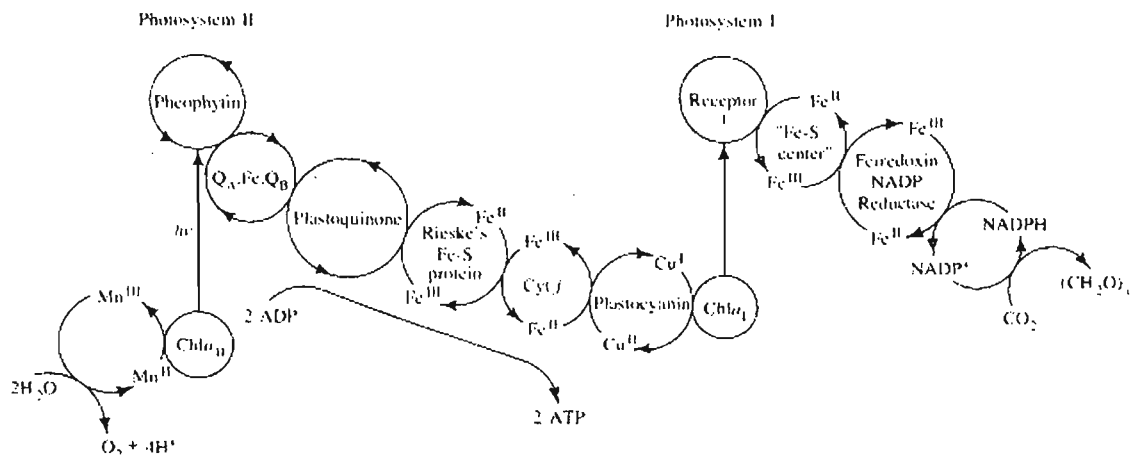 Photosystem II
Photosystem I
Pheophytin
Receptor
I
Fe^II
"Fe-S
center"
Fe^III
Fe^III
Ferredoxin
NADP
Reductase
Fe^II
Q_A.Fe.Q_B
Plastoquinone
hν
Fe^II
Rieske's
Fe-S
protein
Fe^III
Fe^III
Cyt f
Fe^II
Cu^I
Plastocyanin
Cu^II
Chla_I
NADPH
NADP^+
CO_2
Mn^III
Mn^II
Chla_II
2 ADP
2 ATP
2H_2O
O_2 + 4H^+